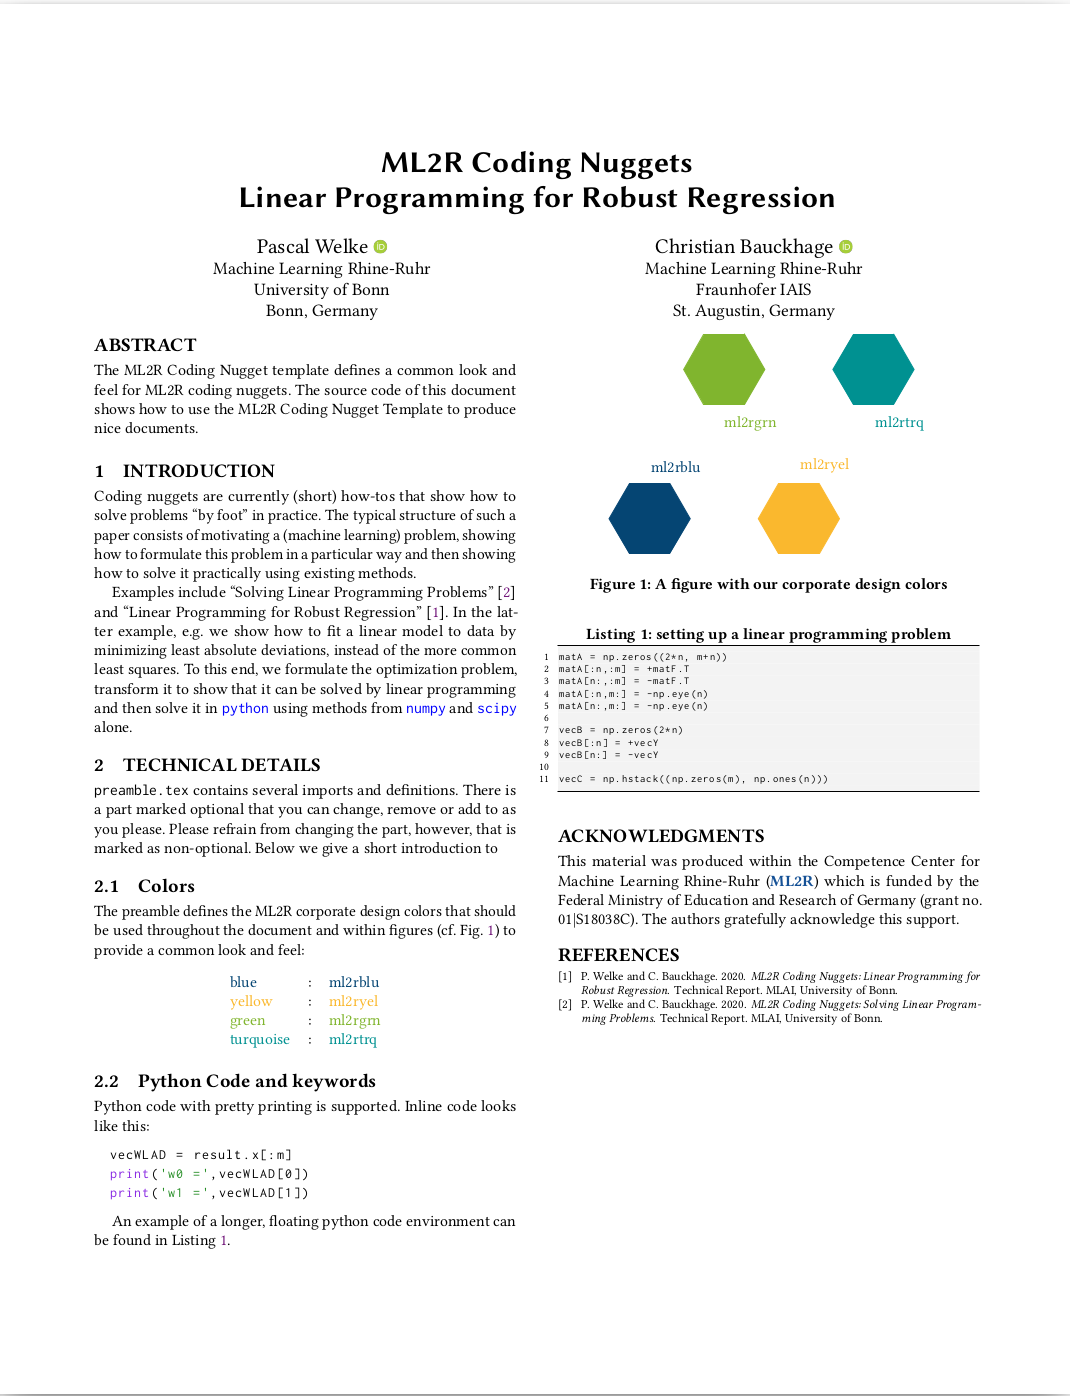 ML2R Coding Nuggets
Linear Programming for Robust Regression
Pascal Welke
Machine Learning Rhine-Ruhr
University of Bonn
Bonn, Germany
Christian Bauckhage
Machine Learning Rhine-Ruhr
Fraunhofer IAIS
St. Augustin, Germany
ABSTRACT
The ML2R Coding Nugget template defines a common look and
feel for ML2R coding nuggets. The source code of this document
shows how to use the ML2R Coding Nugget Template to produce
nice documents.
1 INTRODUCTION
Coding nuggets are currently (short) how-tos that show how to
solve problems “by foot” in practice. The typical structure of such a
paper consists of motivating a (machine learning) problem, showing
how to formulate this problem in a particular way and then showing
how to solve it practically using existing methods.
Examples include “Solving Linear Programming Problems” [2]
and “Linear Programming for Robust Regression” [1]. In the lat-
ter example, e.g. we show how to fit a linear model to data by
minimizing least absolute deviations, instead of the more common
least squares. To this end, we formulate the optimization problem,
transform it to show that it can be solved by linear programming
and then solve it in python using methods from numpy and scipy
alone.
2 TECHNICAL DETAILS
preamble.tex contains several imports and definitions. There is
a part marked optional that you can change, remove or add to as
you please. Please refrain from changing the part, however, that is
marked as non-optional. Below we give a short introduction to
2.1 Colors
The preamble defines the ML2R corporate design colors that should
be used throughout the document and within figures (cf. Fig. 1) to
provide a common look and feel:
blue : ml2rblu
yellow : ml2ryel
green : ml2rgrn
turquoise : ml2rtrq
2.2 Python Code and keywords
Python code with pretty printing is supported. Inline code looks
like this:
vecWLAD = result.x[:m]
print('w0 =',vecWLAD[0])
print('w1 =',vecWLAD[1])
An example of a longer, floating python code environment can
be found in Listing 1.
ml2rgrn
ml2rtrq
ml2rblu
ml2ryel
Figure 1: A figure with our corporate design colors
Listing 1: setting up a linear programming problem
1 matA = np.zeros((2*n, m+n))
2 matA[:n,:m] = +matF.T
3 matA[n:,:m] = -matF.T
4 matA[:n,m:] = -np.eye(n)
5 matA[n:,m:] = -np.eye(n)
6
7 vecB = np.zeros(2*n)
8 vecB[:n] = +vecY
9 vecB[n:] = -vecY
10
11 vecC = np.hstack((np.zeros(m), np.ones(n)))
ACKNOWLEDGMENTS
This material was produced within the Competence Center for
Machine Learning Rhine-Ruhr (ML2R) which is funded by the
Federal Ministry of Education and Research of Germany (grant no.
01|S18038C). The authors gratefully acknowledge this support.
REFERENCES
[1] P. Welke and C. Bauckhage. 2020. ML2R Coding Nuggets: Linear Programming for
Robust Regression. Technical Report. MLAI, University of Bonn.
[2] P. Welke and C. Bauckhage. 2020. ML2R Coding Nuggets: Solving Linear Program-
ming Problems. Technical Report. MLAI, University of Bonn.